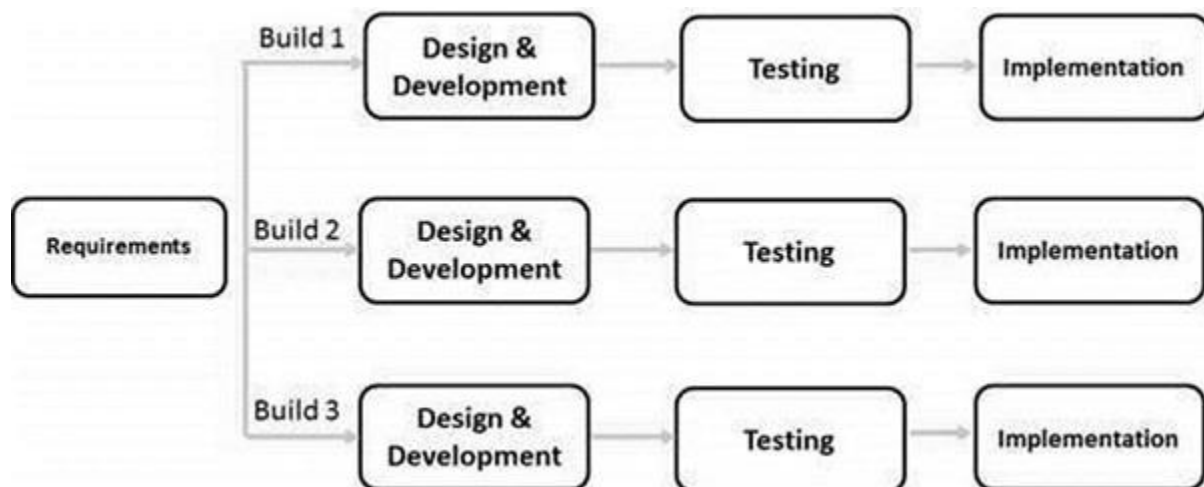 Build 1
Design &
Development
Testing
Implementation
Requirements
Build 2
Design &
Development
Testing
Implementation
Build 3
Design &
Development
Testing
Implementation